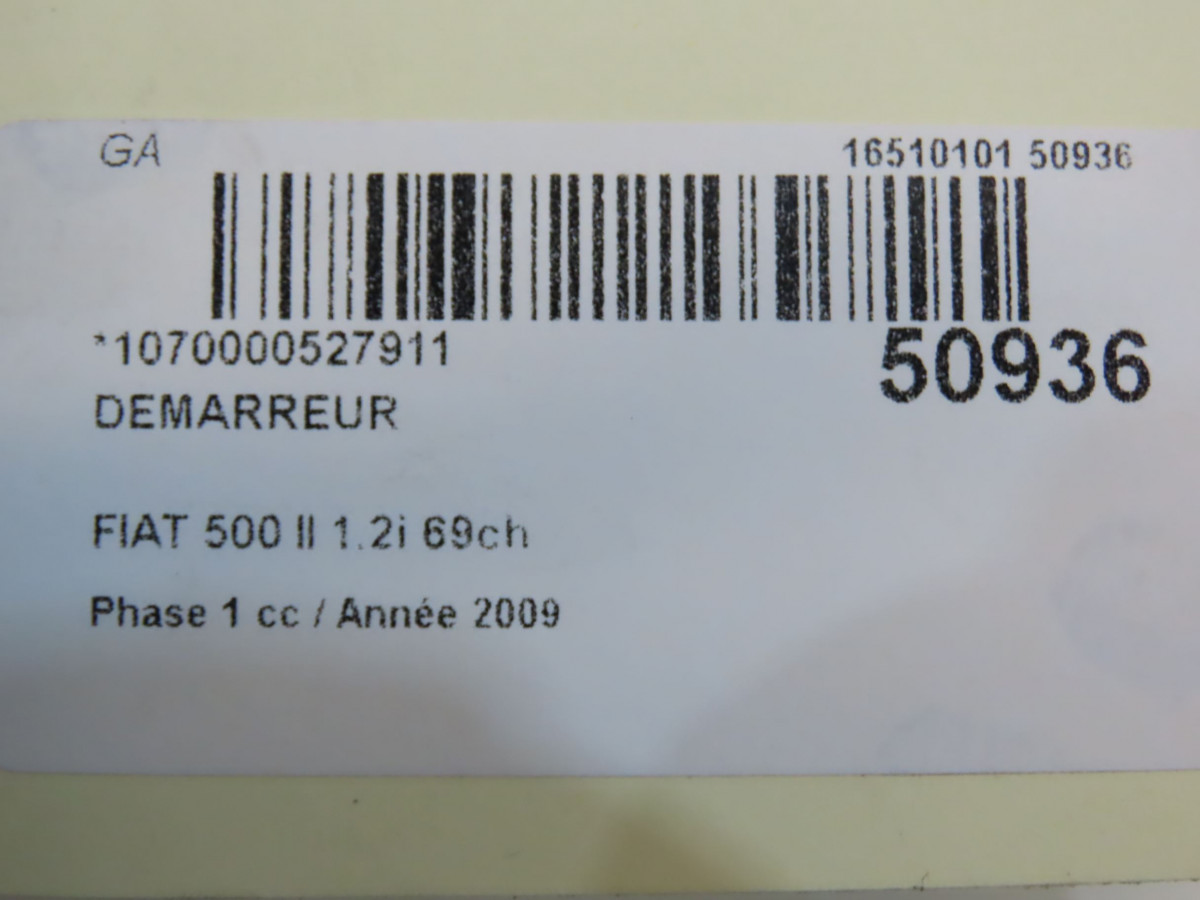 GA
16510101 50936
*1070000527911
50936
DEMARREUR
FIAT 500 II 1.2i 69ch
Phase 1 cc / Année 2009